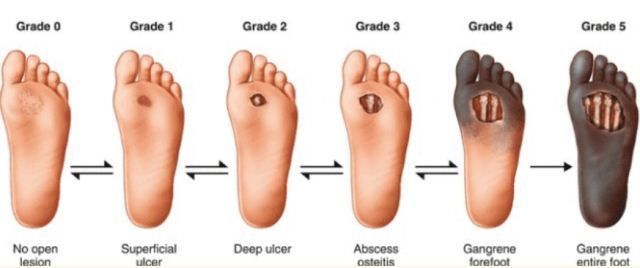 Grade 0
Grade 1
Grade 2
Grade 3
Grade 4
Grade 5
No open
lesion
Superficial
ulcer
Deep ulcer
Abscess
osteitis
Gangrene
forefoot
Gangrene
entire foot